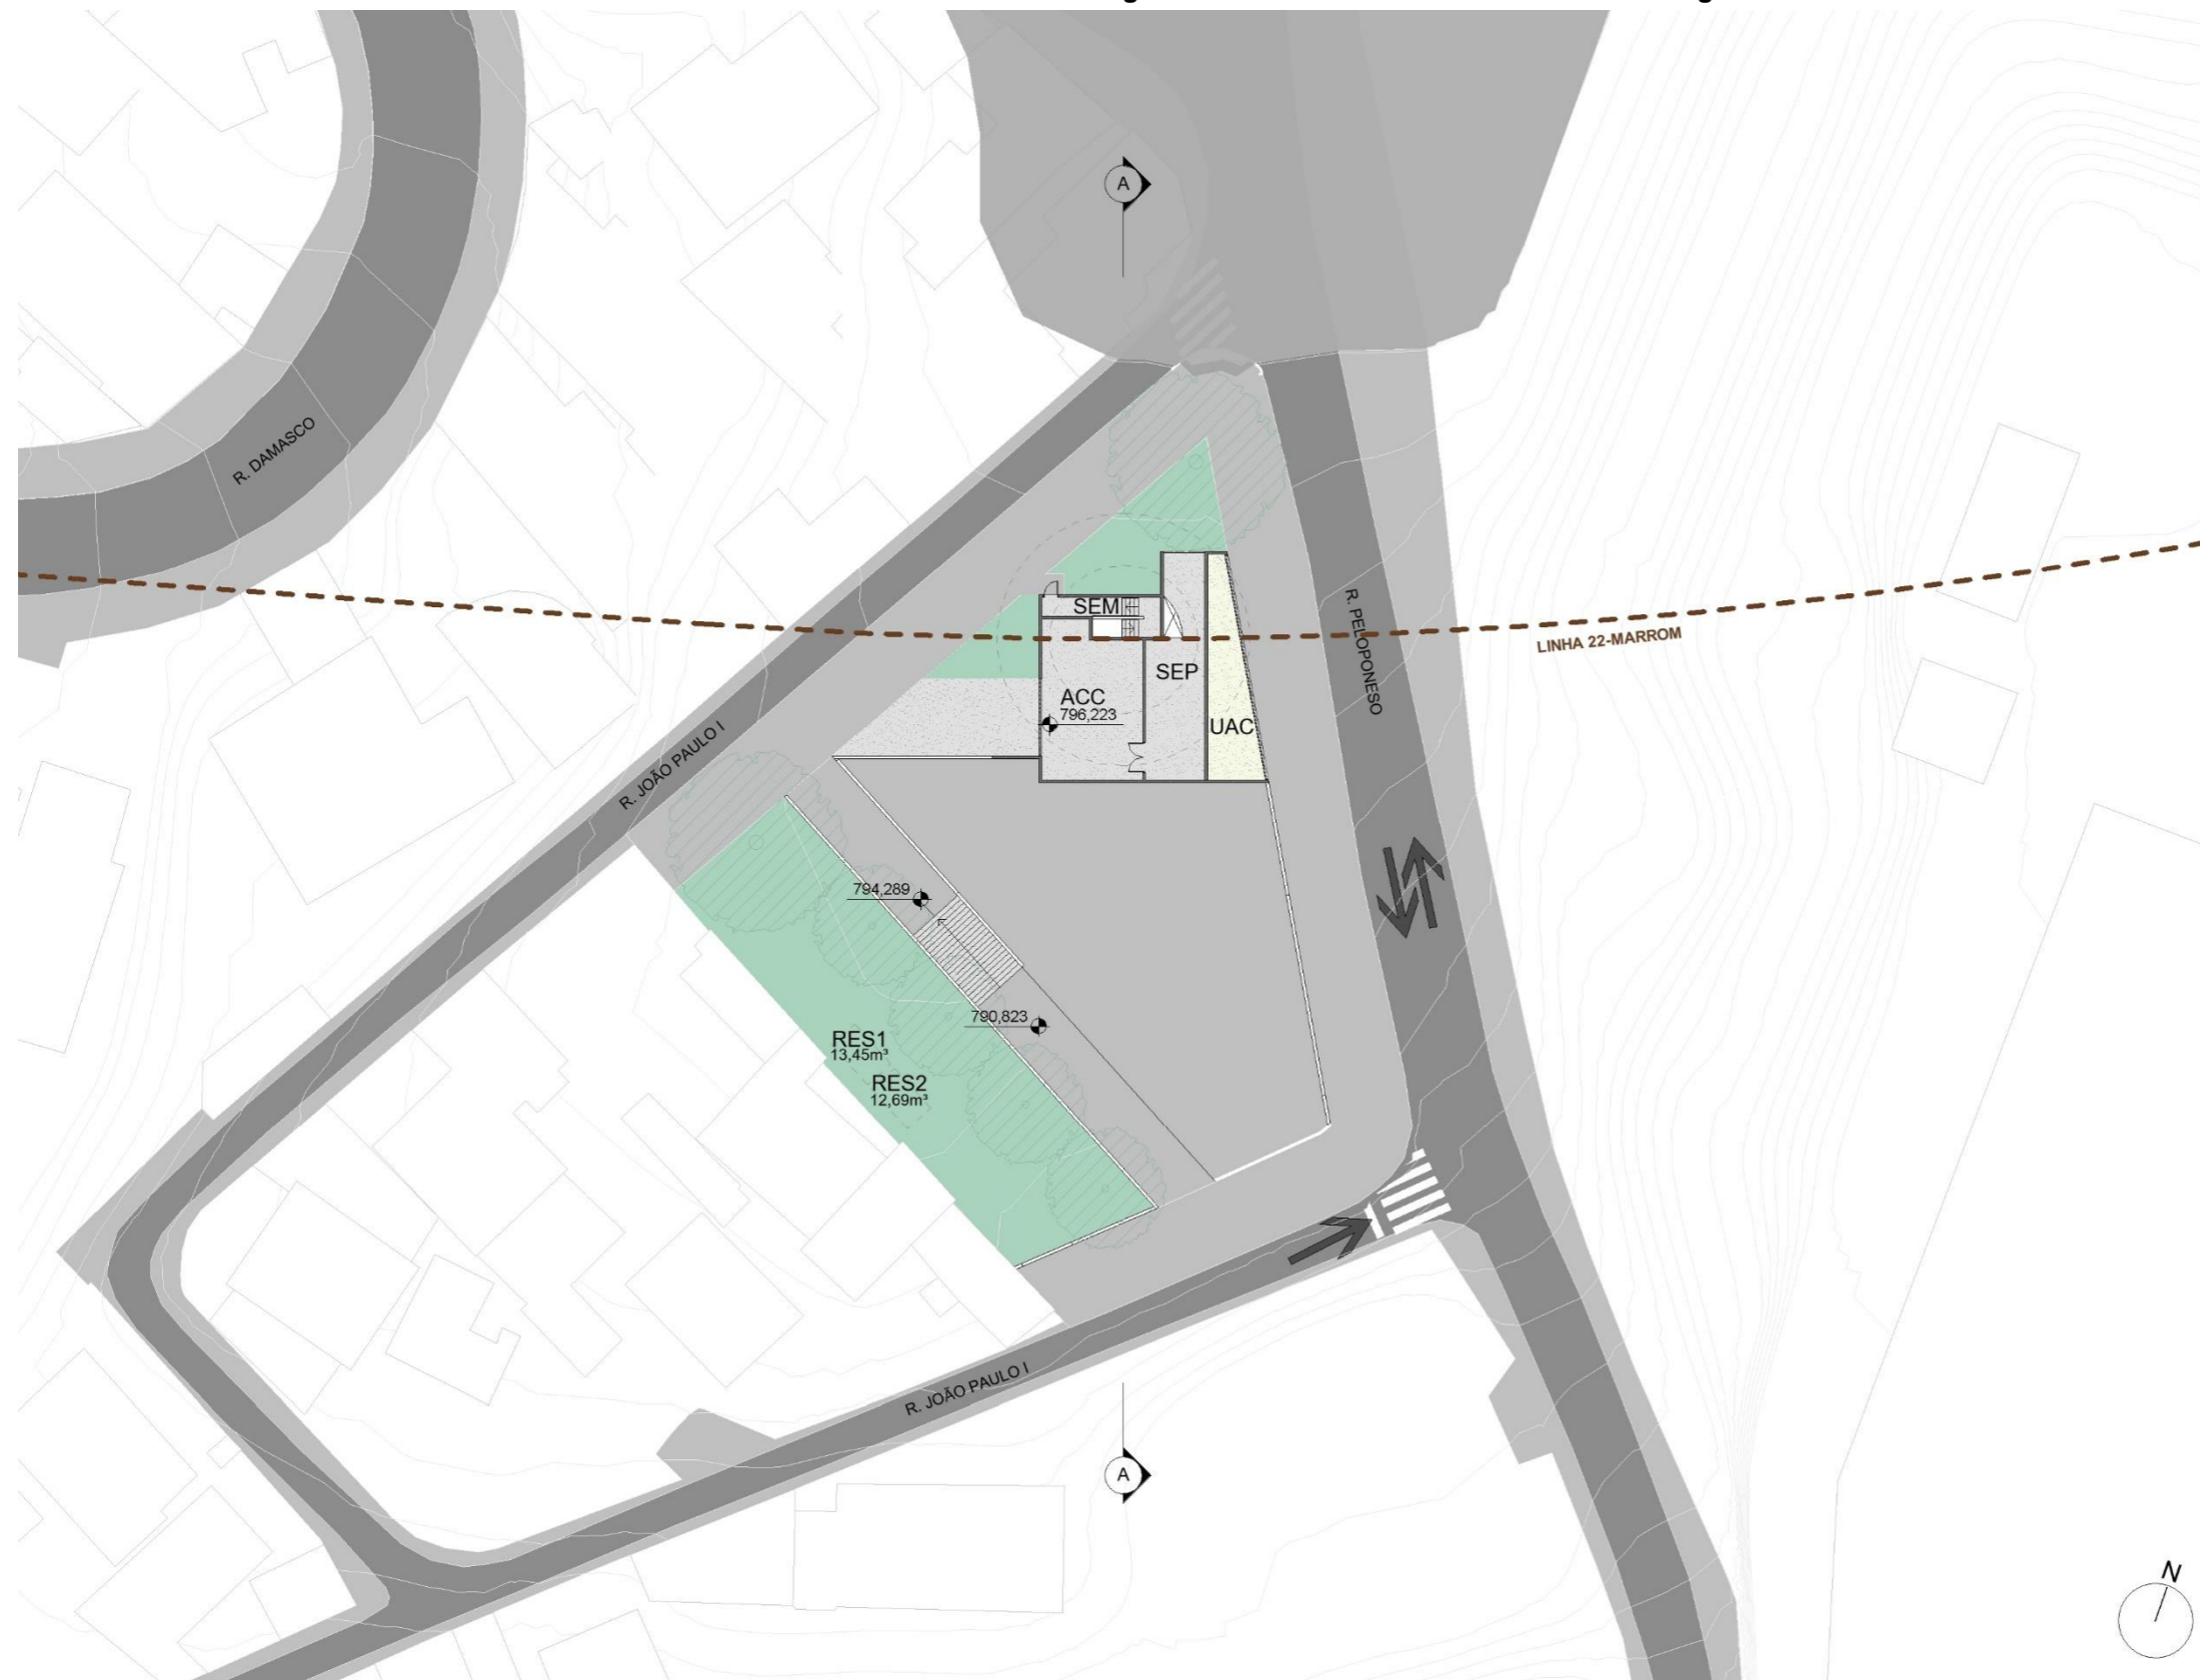 A
R. DAMASCO
SEM
R. PELOPONESO
LINHA 22-MARROM
SEP
ACC
796,223
UAC
R. JOÃO PAULO I
794,289
790,823
RES1
13,45m³
RES2
12,69m³
R. JOÃO PAULO I
A
N